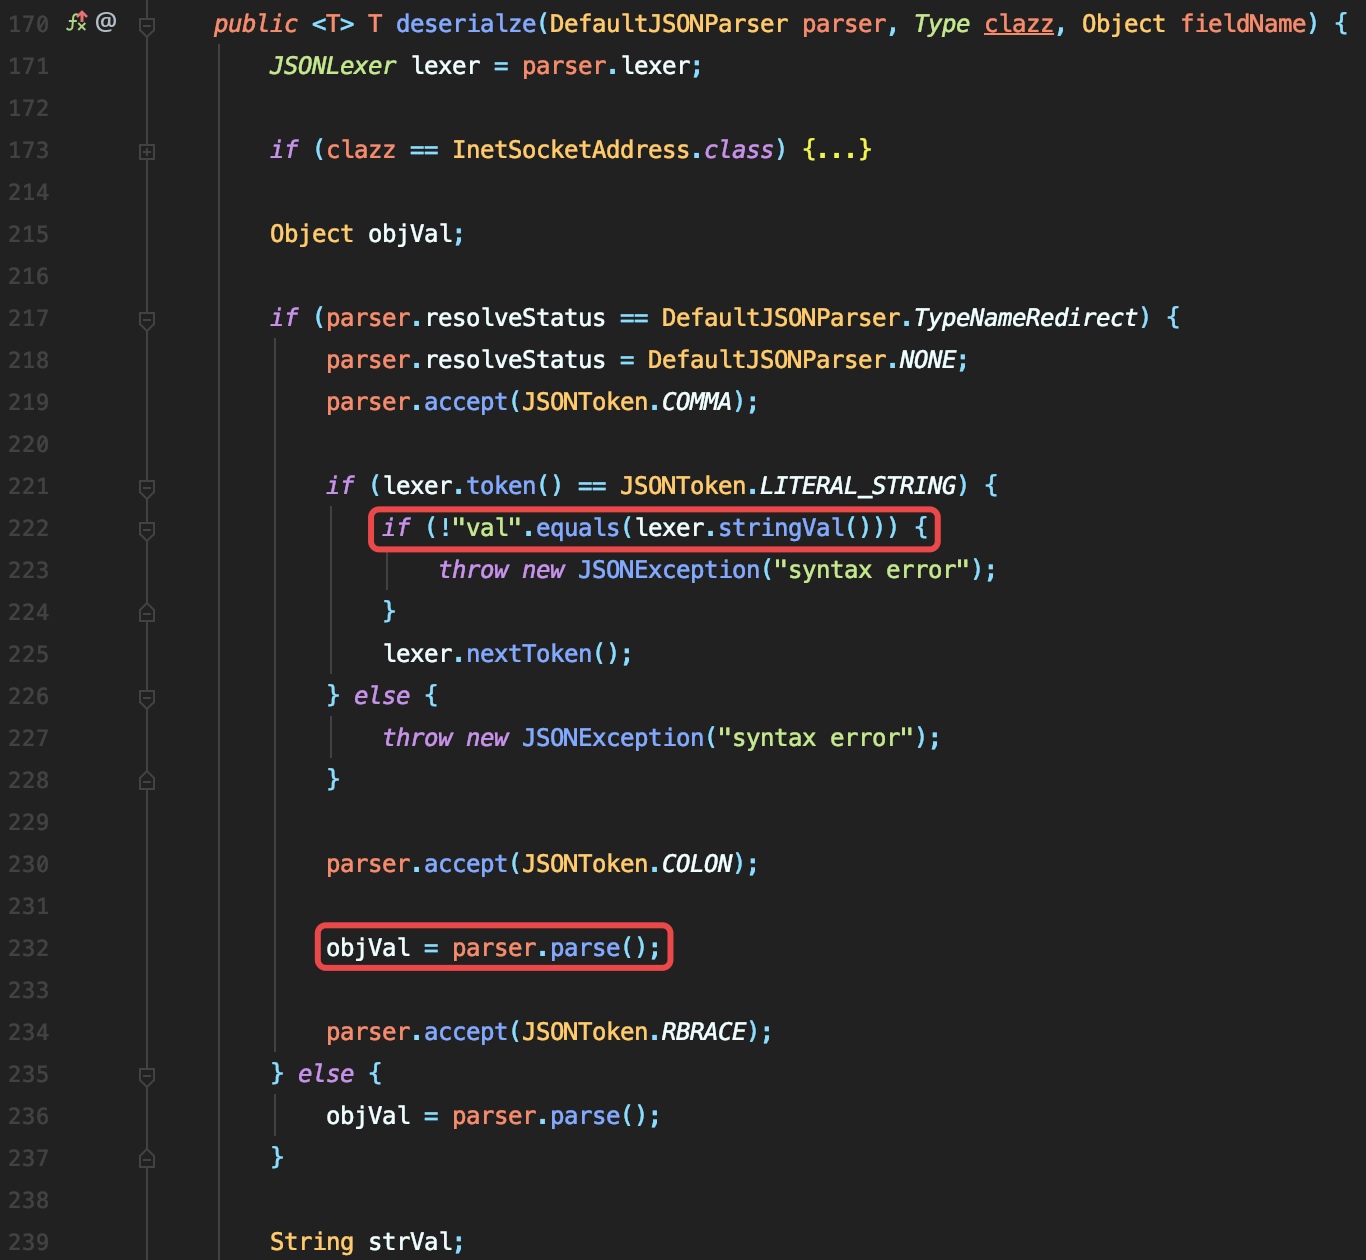 170 public <T> T deserialze(DefaultJSONParser parser, Type clazz, Object fieldName) {
171 JSONLexer lexer = parser.lexer;
172
173 if (clazz == InetSocketAddress.class) {...}
214
215 Object objVal;
216
217 if (parser.resolveStatus == DefaultJSONParser.TypeNameRedirect) {
218 parser.resolveStatus = DefaultJSONParser.NONE;
219 parser.accept(JSONToken.COMMA);
220
221 if (lexer.token() == JSONToken.LITERAL_STRING) {
222 if (!"val".equals(lexer.stringVal())) {
223 throw new JSONException("syntax error");
224 }
225 lexer.nextToken();
226 } else {
227 throw new JSONException("syntax error");
228 }
229
230 parser.accept(JSONToken.COLON);
231
232 objVal = parser.parse();
233
234 parser.accept(JSONToken.RBRACE);
235 } else {
236 objVal = parser.parse();
237 }
238
239 String strVal;